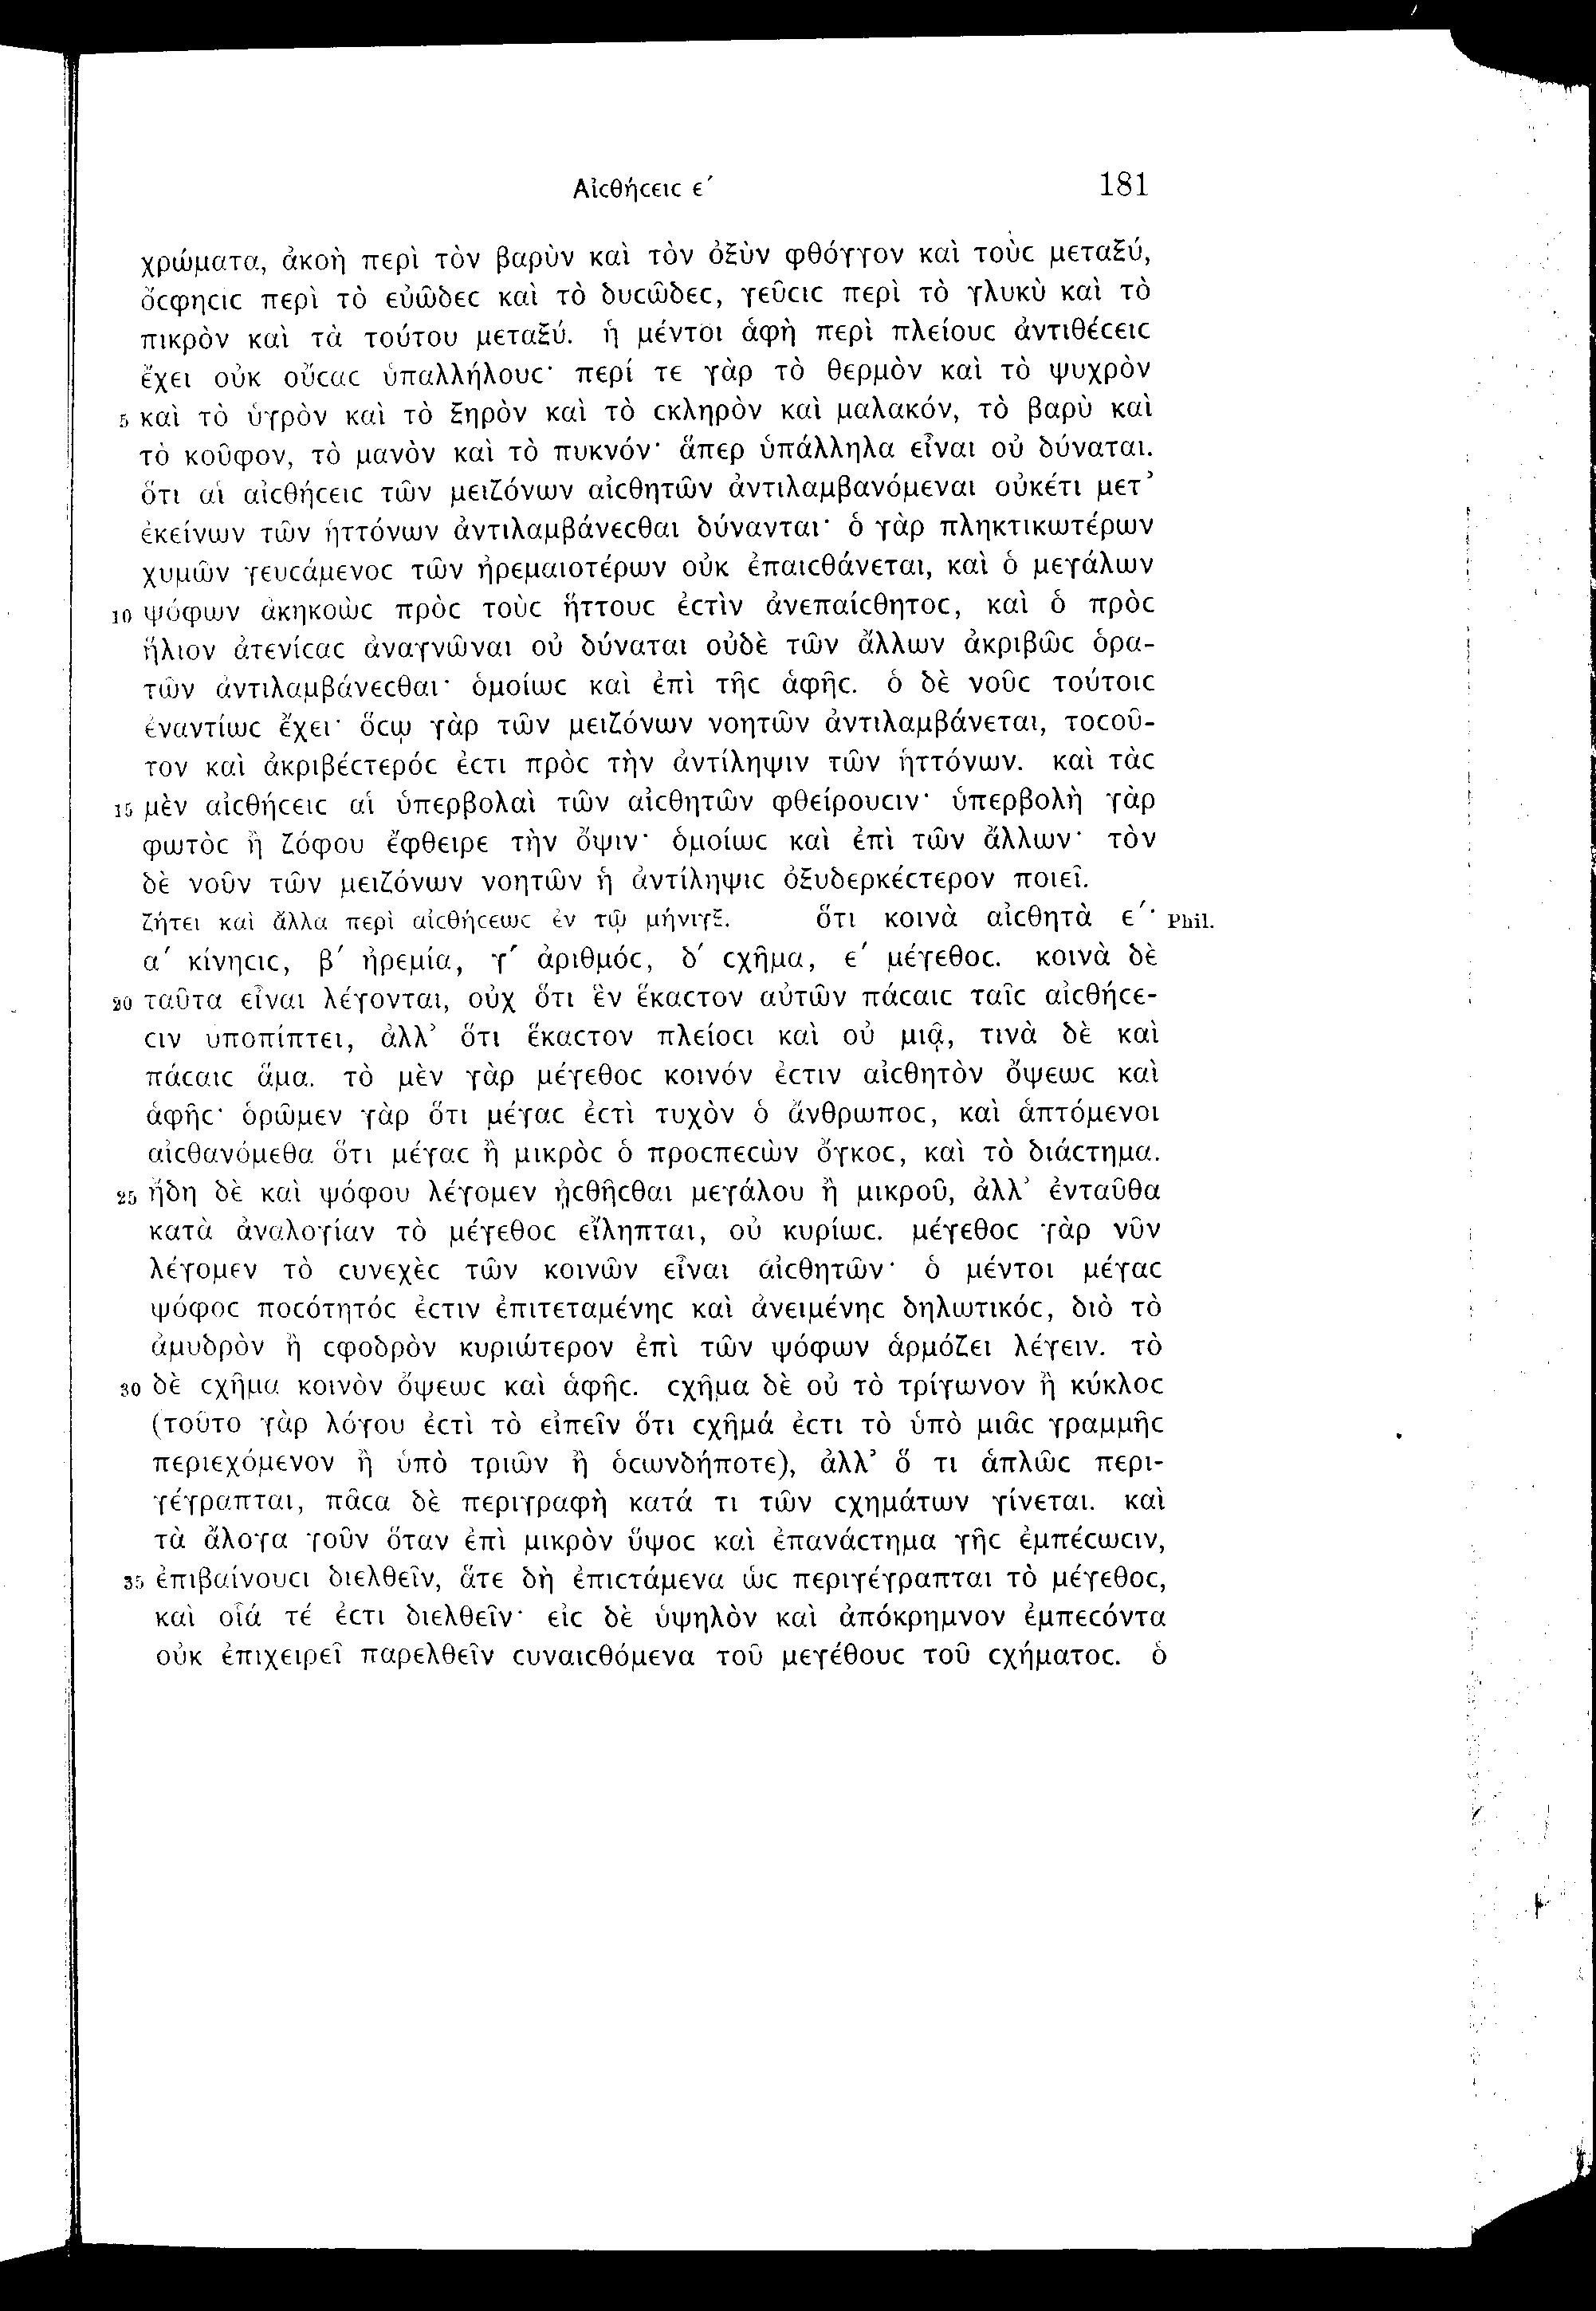 Αἰϲθήϲειϲ ε´ 181
χρώματα, ἀκοὴ περὶ τὸν βαρὺν καὶ τὸν ὀξὺν φθόγγον καὶ τοὺϲ μεταξύ,
ὄϲφηϲιϲ περὶ τὸ εὐῶδεϲ καὶ τὸ δυϲῶδεϲ, γεῦϲιϲ περὶ τὸ γλυκὺ καὶ τὸ
πικρὸν καὶ τὰ τούτου μεταξύ. ἡ μέντοι ἁφὴ περὶ πλείουϲ ἀντιθέϲειϲ
ἔχει οὐκ οὔϲαϲ ὑπαλλήλουϲ· περί τε γὰρ τὸ θερμὸν καὶ τὸ ψυχρὸν
5 καὶ τὸ ὑγρὸν καὶ τὸ ξηρὸν καὶ τὸ ϲκληρὸν καὶ μαλακόν, τὸ βαρὺ καὶ
τὸ κοῦφον, τὸ μανὸν καὶ τὸ πυκνόν· ἅπερ ὑπάλληλα εἶναι οὐ δύναται.
ὅτι αἱ αἰϲθήϲειϲ τῶν μειζόνων αἰϲθητῶν ἀντιλαμβανόμεναι οὐκέτι μετ᾽
ἐκείνων τῶν ἡττόνων ἀντιλαμβάνεϲθαι δύνανται· ὁ γὰρ πληκτικωτέρων
χυμῶν γευϲάμενοϲ τῶν ἠρεμαιοτέρων οὐκ ἐπαιϲθάνεται, καὶ ὁ μεγάλων
10 ψόφων ἀκηκοὼϲ πρὸϲ τοὺϲ ἥττουϲ ἐϲτὶν ἀνεπαίϲθητοϲ, καὶ ὁ πρὸϲ
ἥλιον ἀτενίϲαϲ ἀναγνῶναι οὐ δύναται οὐδὲ τῶν ἄλλων ἀκριβῶϲ ὁρα-
τῶν ἀντιλαμβάνεϲθαι· ὁμοίωϲ καὶ ἐπὶ τῆϲ ἁφῆϲ. ὁ δὲ νοῦϲ τούτοιϲ
ἐναντίωϲ ἔχει· ὅϲῳ γὰρ τῶν μειζόνων νοητῶν ἀντιλαμβάνεται, τοϲοῦ-
τον καὶ ἀκριβέϲτερόϲ ἐϲτι πρὸϲ τὴν ἀντίληψιν τῶν ἡττόνων. καὶ τὰϲ
15 μὲν αἰϲθήϲειϲ αἱ ὑπερβολαὶ τῶν αἰϲθητῶν φθείρουϲιν· ὑπερβολὴ γὰρ
φωτὸϲ ἢ ζόφου ἔφθειρε τὴν ὄψιν· ὁμοίωϲ καὶ ἐπὶ τῶν ἄλλων· τὸν
δὲ νοῦν τῶν μειζόνων νοητῶν ἡ ἀντίληψιϲ ὀξυδερκέϲτερον ποιεῖ.
ζήτει καὶ ἄλλα περὶ αἰϲθήϲεωϲ ἐν τῷ μήνιγξ. ὅτι κοινὰ αἰϲθητὰ ε´· Phil.
α´ κίνηϲιϲ, β´ ἠρεμία, γ´ ἀριθμόϲ, δ´ ϲχῆμα, ε´ μέγεθοϲ. κοινὰ δὲ
20 ταῦτα εἶναι λέγονται, οὐχ ὅτι ἓν ἕκαϲτον αὐτῶν πάϲαιϲ ταῖϲ αἰϲθήϲε-
ϲιν ὑποπίπτει, ἀλλ᾽ ὅτι ἕκαϲτον πλείοϲι καὶ οὐ μιᾷ, τινὰ δὲ καὶ
πάϲαιϲ ἅμα. τὸ μὲν γὰρ μέγεθοϲ κοινόν ἐϲτιν αἰϲθητὸν ὄψεωϲ καὶ
ἁφῆϲ· ὁρῶμεν γὰρ ὅτι μέγαϲ ἐϲτὶ τυχὸν ὁ ἄνθρωποϲ, καὶ ἁπτόμενοι
αἰϲθανόμεθα ὅτι μέγαϲ ἢ μικρὸϲ ὁ προϲπεϲὼν ὄγκοϲ, καὶ τὸ διάϲτημα.
25 ἤδη δὲ καὶ ψόφου λέγομεν ᾐϲθῆϲθαι μεγάλου ἢ μικροῦ, ἀλλ᾽ ἐνταῦθα
κατὰ ἀναλογίαν τὸ μέγεθοϲ εἴληπται, οὐ κυρίωϲ. μέγεθοϲ γὰρ νῦν
λέγομεν τὸ ϲυνεχὲϲ τῶν κοινῶν εἶναι αἰϲθητῶν· ὁ μέντοι μέγαϲ
ψόφοϲ ποϲότητόϲ ἐϲτιν ἐπιτεταμένηϲ καὶ ἀνειμένηϲ δηλωτικόϲ, διὸ τὸ
ἀμυδρὸν ἢ ϲφοδρὸν κυριώτερον ἐπὶ τῶν ψόφων ἁρμόζει λέγειν. τὸ
30 δὲ ϲχῆμα κοινὸν ὄψεωϲ καὶ ἁφῆϲ. ϲχῆμα δὲ οὐ τὸ τρίγωνον ἢ κύκλοϲ
(τοῦτο γὰρ λόγου ἐϲτὶ τὸ εἰπεῖν ὅτι ϲχῆμά ἐϲτι τὸ ὑπὸ μιᾶϲ γραμμῆϲ
περιεχόμενον ἢ ὑπὸ τριῶν ἢ ὁϲωνδήποτε), ἀλλ᾽ ὅ τι ἁπλῶϲ περι-
γέγραπται, πᾶϲα δὲ περιγραφὴ κατά τι τῶν ϲχημάτων γίνεται. καὶ
τὰ ἄλογα γοῦν ὅταν ἐπὶ μικρὸν ὕψοϲ καὶ ἐπανάϲτημα γῆϲ ἐμπέϲωϲιν,
35 ἐπιβαίνουϲι διελθεῖν, ἅτε δὴ ἐπιϲτάμενα ὡϲ περιγέγραπται τὸ μέγεθοϲ,
καὶ οἷά τέ ἐϲτι διελθεῖν· εἰϲ δὲ ὑψηλὸν καὶ ἀπόκρημνον ἐμπεϲόντα
οὐκ ἐπιχειρεῖ παρελθεῖν ϲυναιϲθόμενα τοῦ μεγέθουϲ τοῦ ϲχήματοϲ. ὁ